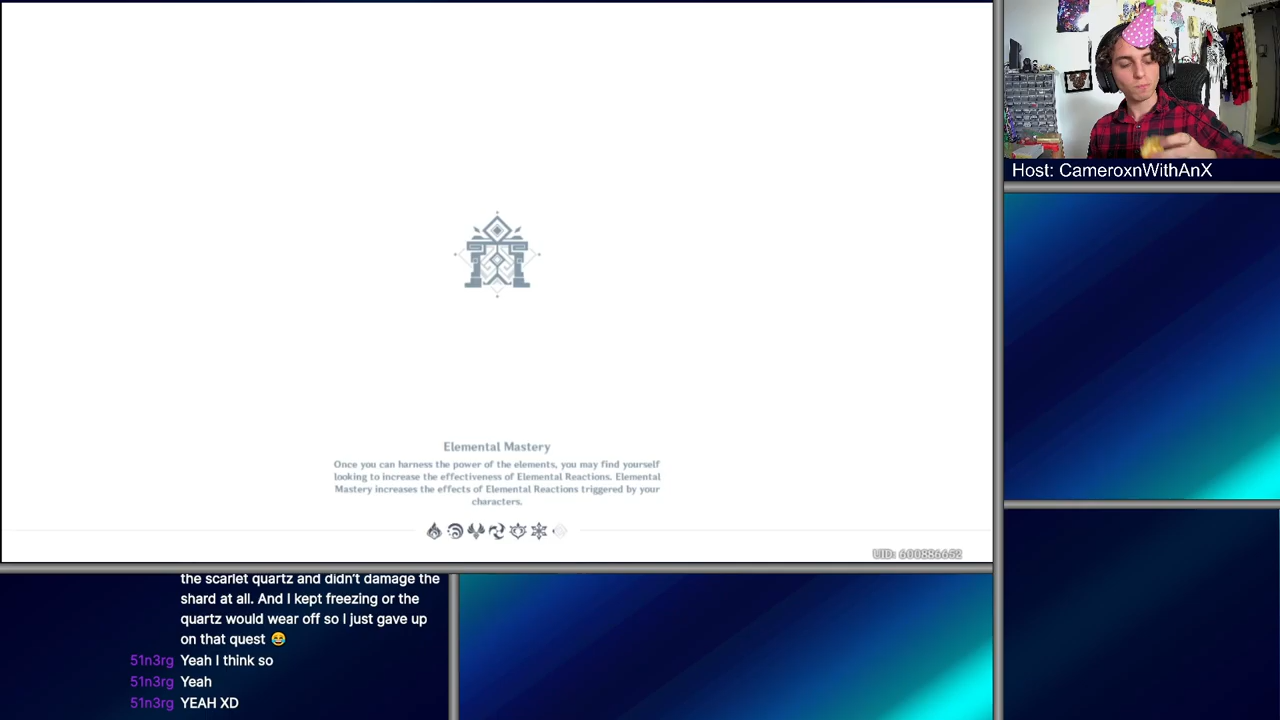 Host: CameroxnWithAnX
Elemental Mastery
Once you can harness the power of the elements, you may find yourself
looking to increase the effectiveness of Elemental Reactions. Elemental
Mastery increases the effects of Elemental Reactions triggered by your
characters.
UID: 600886652
the scarlet quartz and didn't damage the
shard at all. And I kept freezing or the
quartz would wear off so I just gave up
on that quest 😂
51n3rg Yeah I think so
51n3rg Yeah
51n3rg YEAH XD